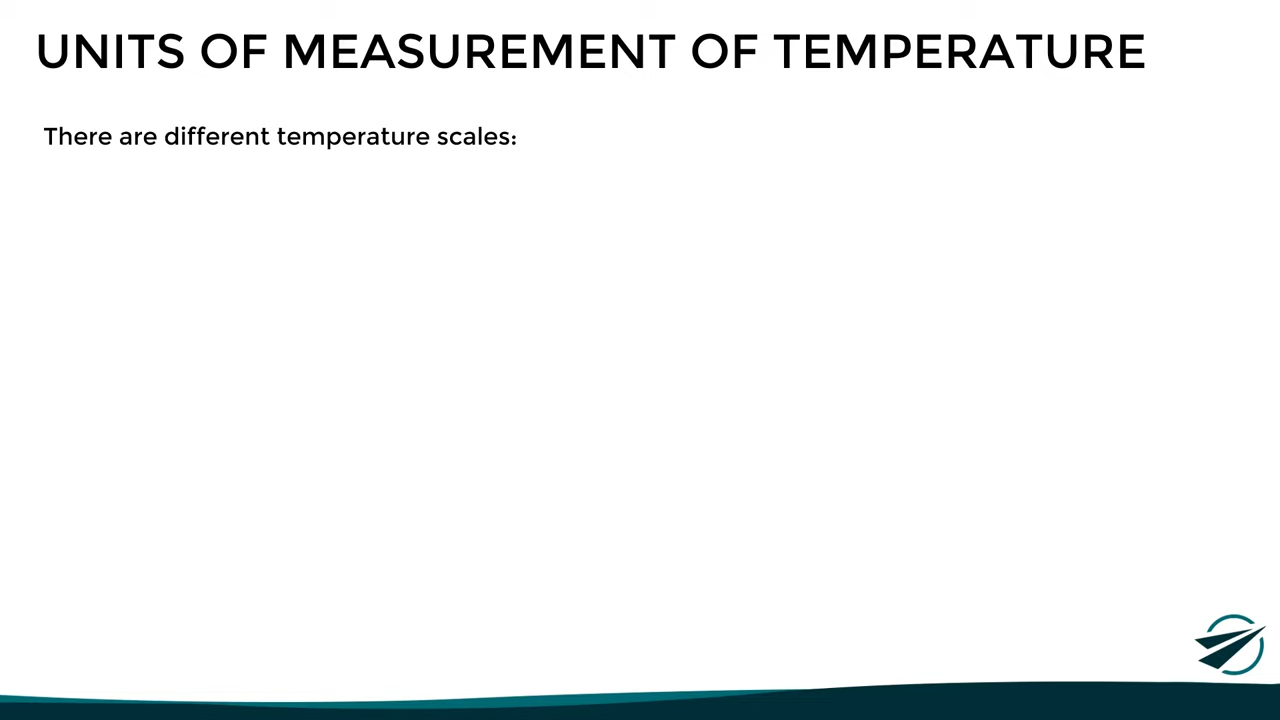 UNITS OF MEASUREMENT OF TEMPERATURE
There are different temperature scales: